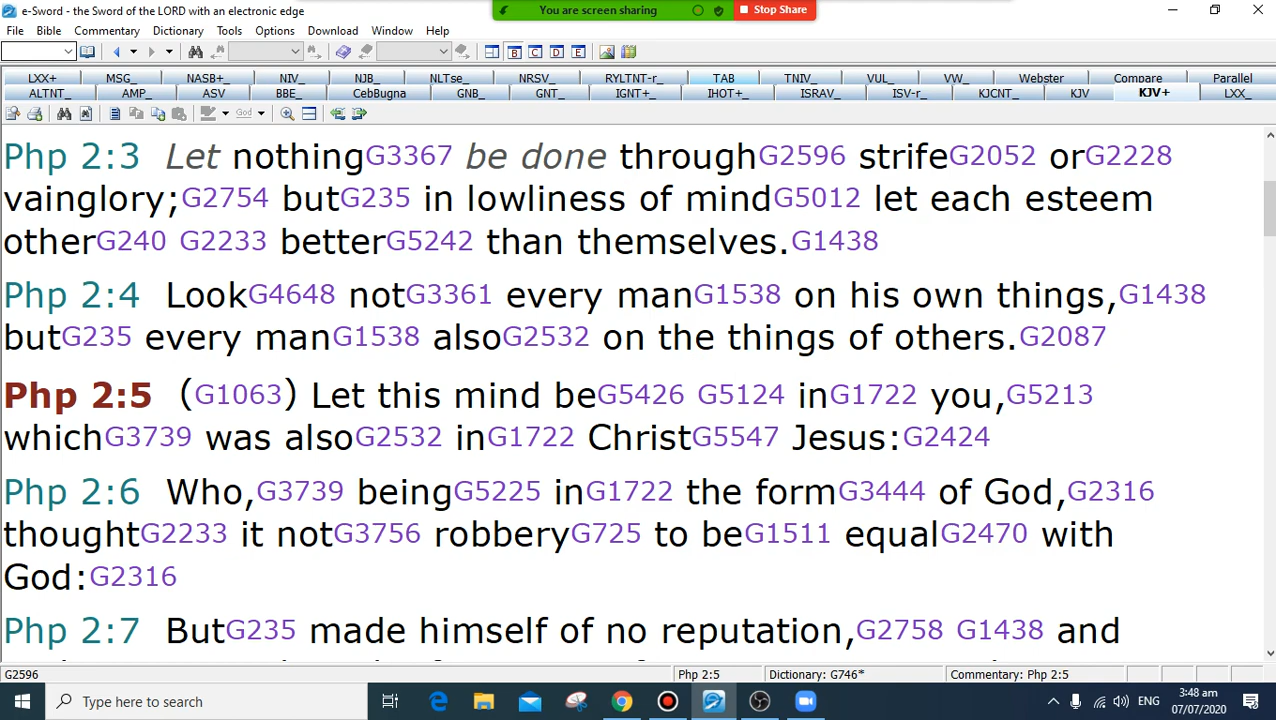 e-Sword - the Sword of the LORD with an electronic edge
You are screen sharing
Stop Share
File Bible Commentary Dictionary Tools Options Download Window Help
B C D E
LXX+ MSG_ NASB+_ NIV_ NJB_ NLTse_ NRSV_ RYLTNT-r_ TAB TNIV_ VUL_ VW_ Webster Compare Parallel
ALTNT_ AMP_ ASV BBE_ CebBugna GNB_ GNT_ IGNT+_ IHOT+_ ISRAV_ ISV-r_ KJCNT_ KJV KJV+ LXX_
God
Php 2:3 Let nothingG3367 be done throughG2596 strifeG2052 orG2228
vainglory;G2754 butG235 in lowliness of mindG5012 let each esteem
otherG240 G2233 betterG5242 than themselves.G1438
Php 2:4 LookG4648 notG3361 every manG1538 on his own things,G1438
butG235 every manG1538 alsoG2532 on the things of others.G2087
Php 2:5 (G1063) Let this mind beG5426 G5124 inG1722 you,G5213
whichG3739 was alsoG2532 inG1722 ChristG5547 Jesus:G2424
Php 2:6 Who,G3739 beingG5225 inG1722 the formG3444 of God,G2316
thoughtG2233 it notG3756 robberyG725 to beG1511 equalG2470 with
God:G2316
Php 2:7 ButG235 made himself of no reputation,G2758 G1438 and
G2596 Php 2:5 Dictionary: G746* Commentary: Php 2:5
Type here to search
ENG
3:48 am
07/07/2020